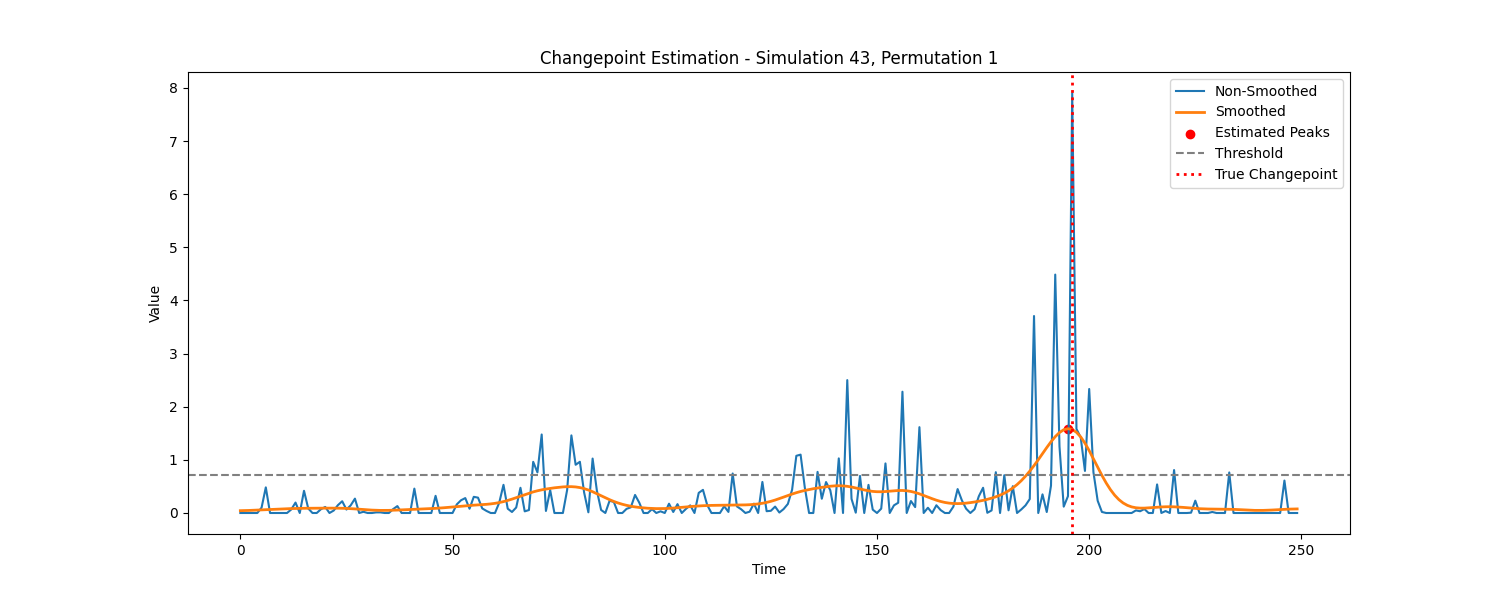 Changepoint Estimation - Simulation 43, Permutation 1
8
7
6
5
4
3
2
1
0
Value
0
50
100
150
200
250
Time
Non-Smoothed
Smoothed
Estimated Peaks
Threshold
True Changepoint